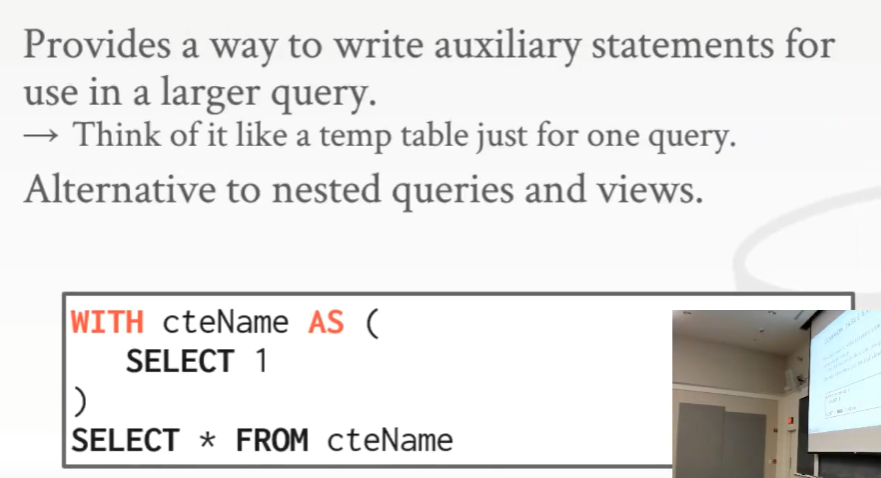 Provides a way to write auxiliary statements for
use in a larger query.
→ Think of it like a temp table just for one query.
Alternative to nested queries and views.
WITH cteName AS (
SELECT 1
)
SELECT * FROM cteName